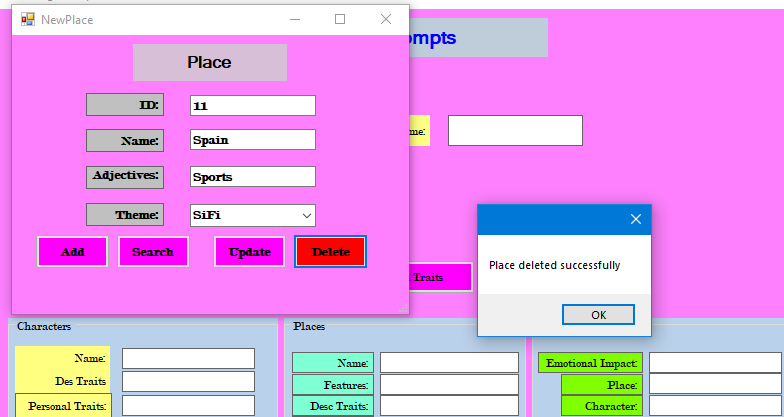 NewPlace
Place
ompts
ID: 11
me:
Name: Spain
Adjectives: Sports
Theme: SiFi
Add Search Update Delete
Place deleted successfully
Traits
OK
Characters
Places
Name:
Name:
Emotional Impact:
Des Traits
Features:
Place:
Personal Traits:
Desc Traits:
Character: